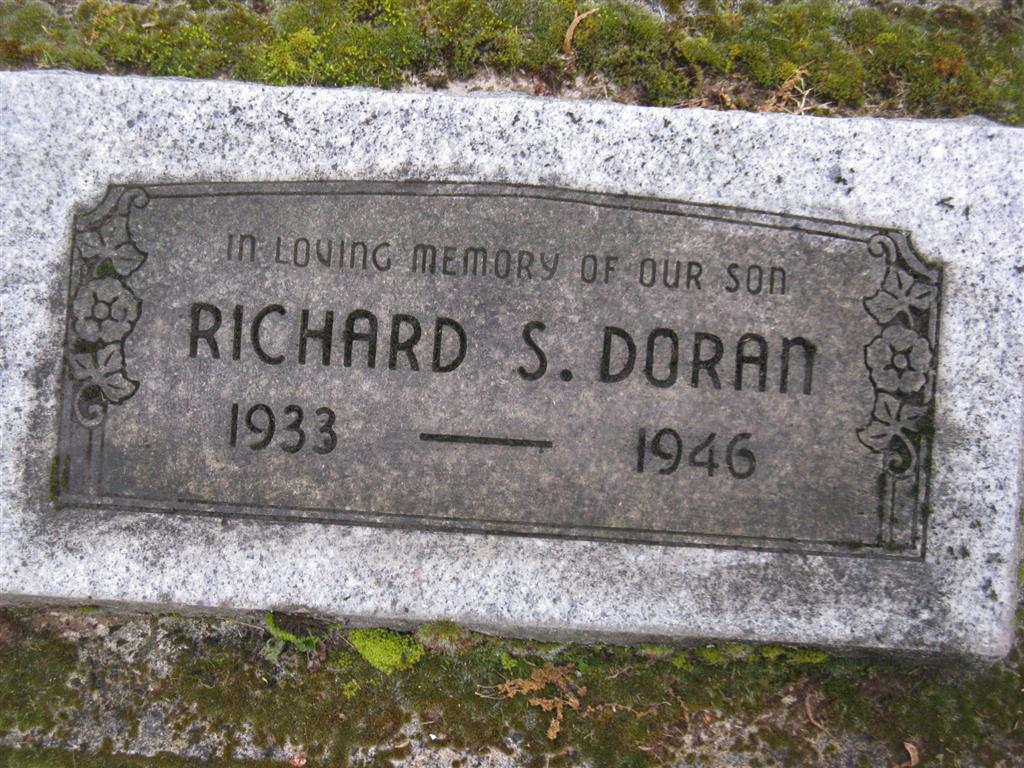 IN LOVING MEMORY OF OUR SON
RICHARD S. DORAN
1933 — 1946